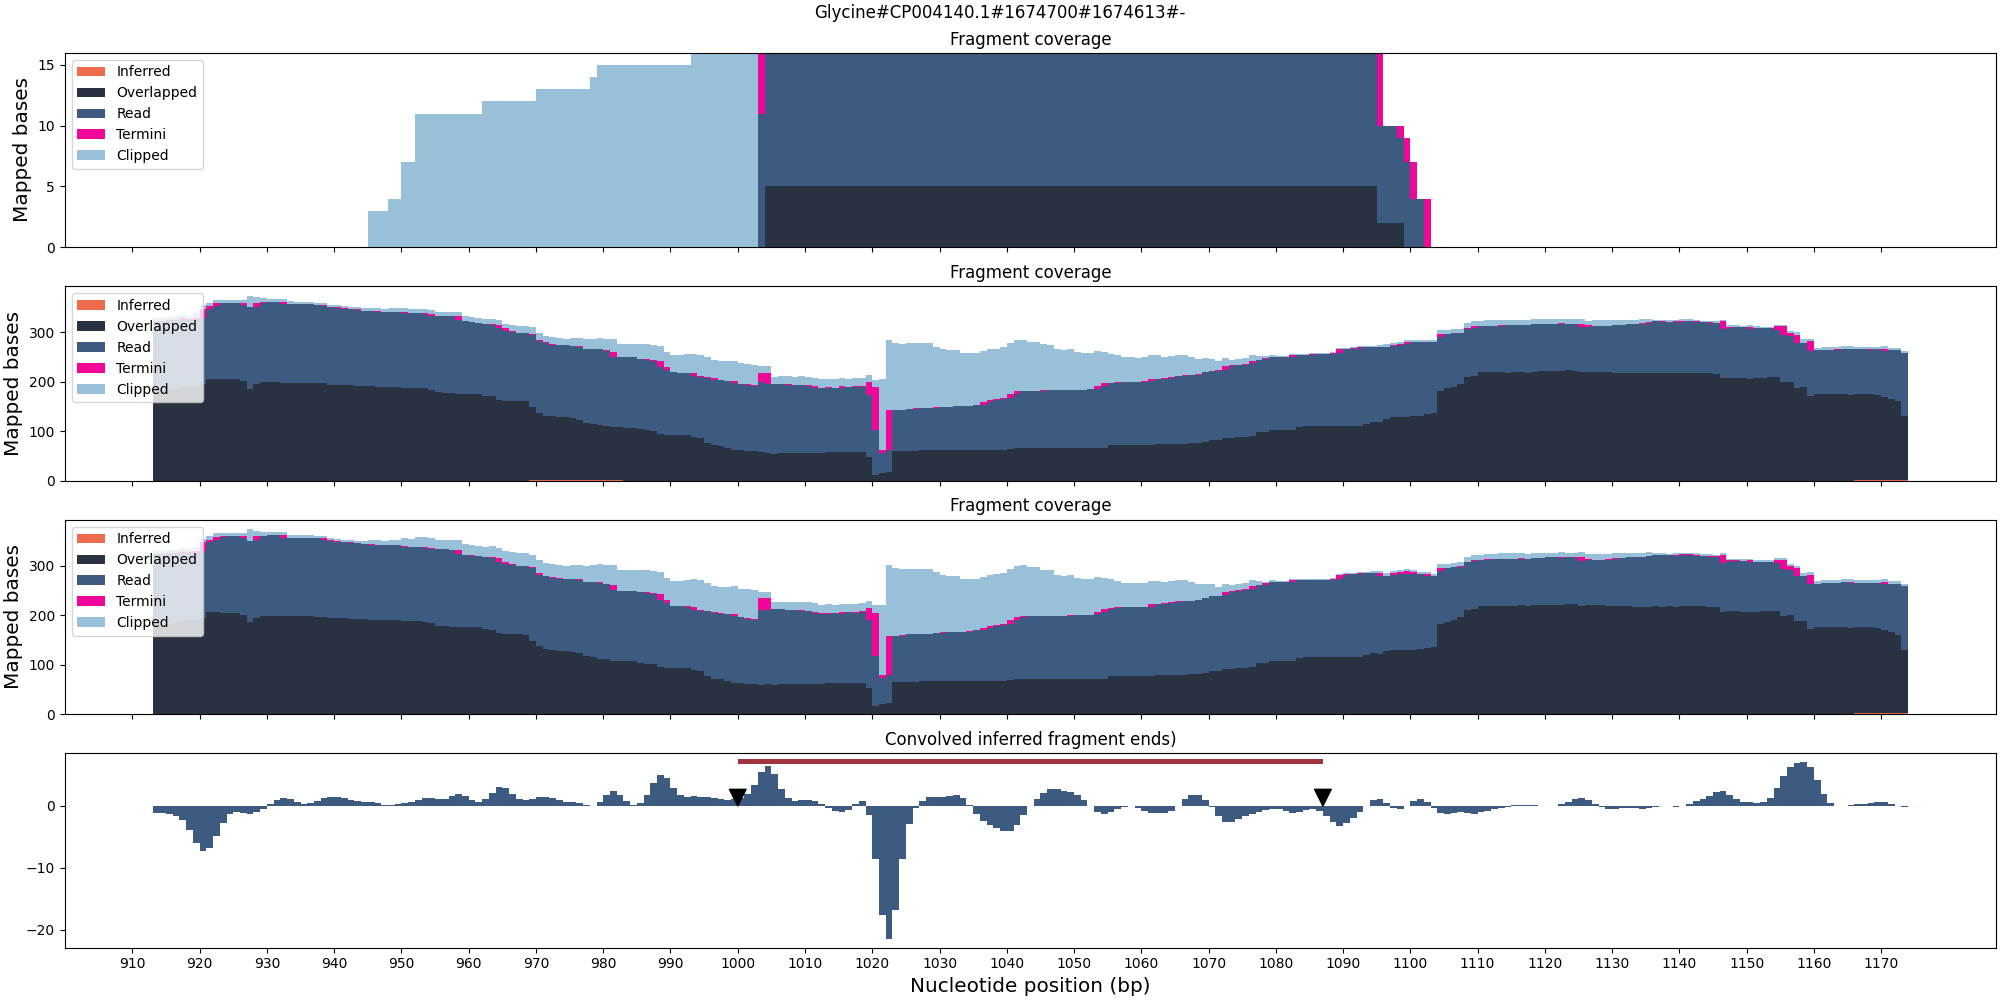 Glycine#CP004140.1#1674700#1674613#-
Fragment coverage
Mapped bases
15
10
5
0
Inferred
Overlapped
Read
Termini
Clipped
Fragment coverage
Mapped bases
300
200
100
0
Inferred
Overlapped
Read
Termini
Clipped
Fragment coverage
Mapped bases
300
200
100
0
Inferred
Overlapped
Read
Termini
Clipped
Convolved inferred fragment ends)
0
−10
−20
910 920 930 940 950 960 970 980 990 1000 1010 1020 1030 1040 1050 1060 1070 1080 1090 1100 1110 1120 1130 1140 1150 1160 1170
Nucleotide position (bp)